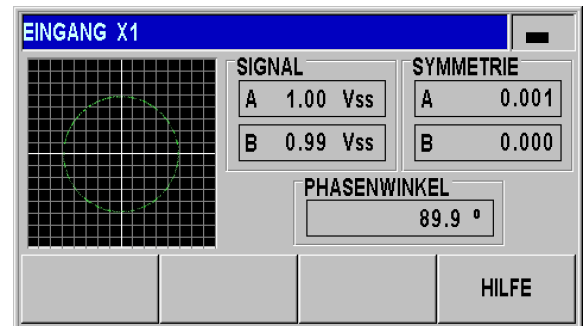 EINGANG X1
SIGNAL
A 1.00 Vss
B 0.99 Vss
SYMMETRIE
A 0.001
B 0.000
PHASENWINKEL
89.9 º
HILFE